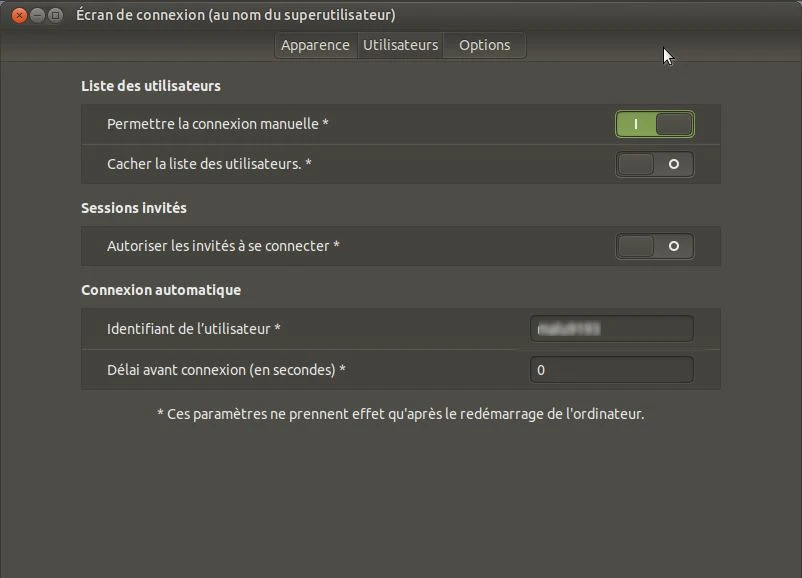 Écran de connexion (au nom du superutilisateur)
Apparence Utilisateurs Options
Liste des utilisateurs
Permettre la connexion manuelle *
Cacher la liste des utilisateurs. *
Sessions invités
Autoriser les invités à se connecter *
Connexion automatique
Identifiant de l'utilisateur *
Délai avant connexion (en secondes) * 0
* Ces paramètres ne prennent effet qu'après le redémarrage de l'ordinateur.